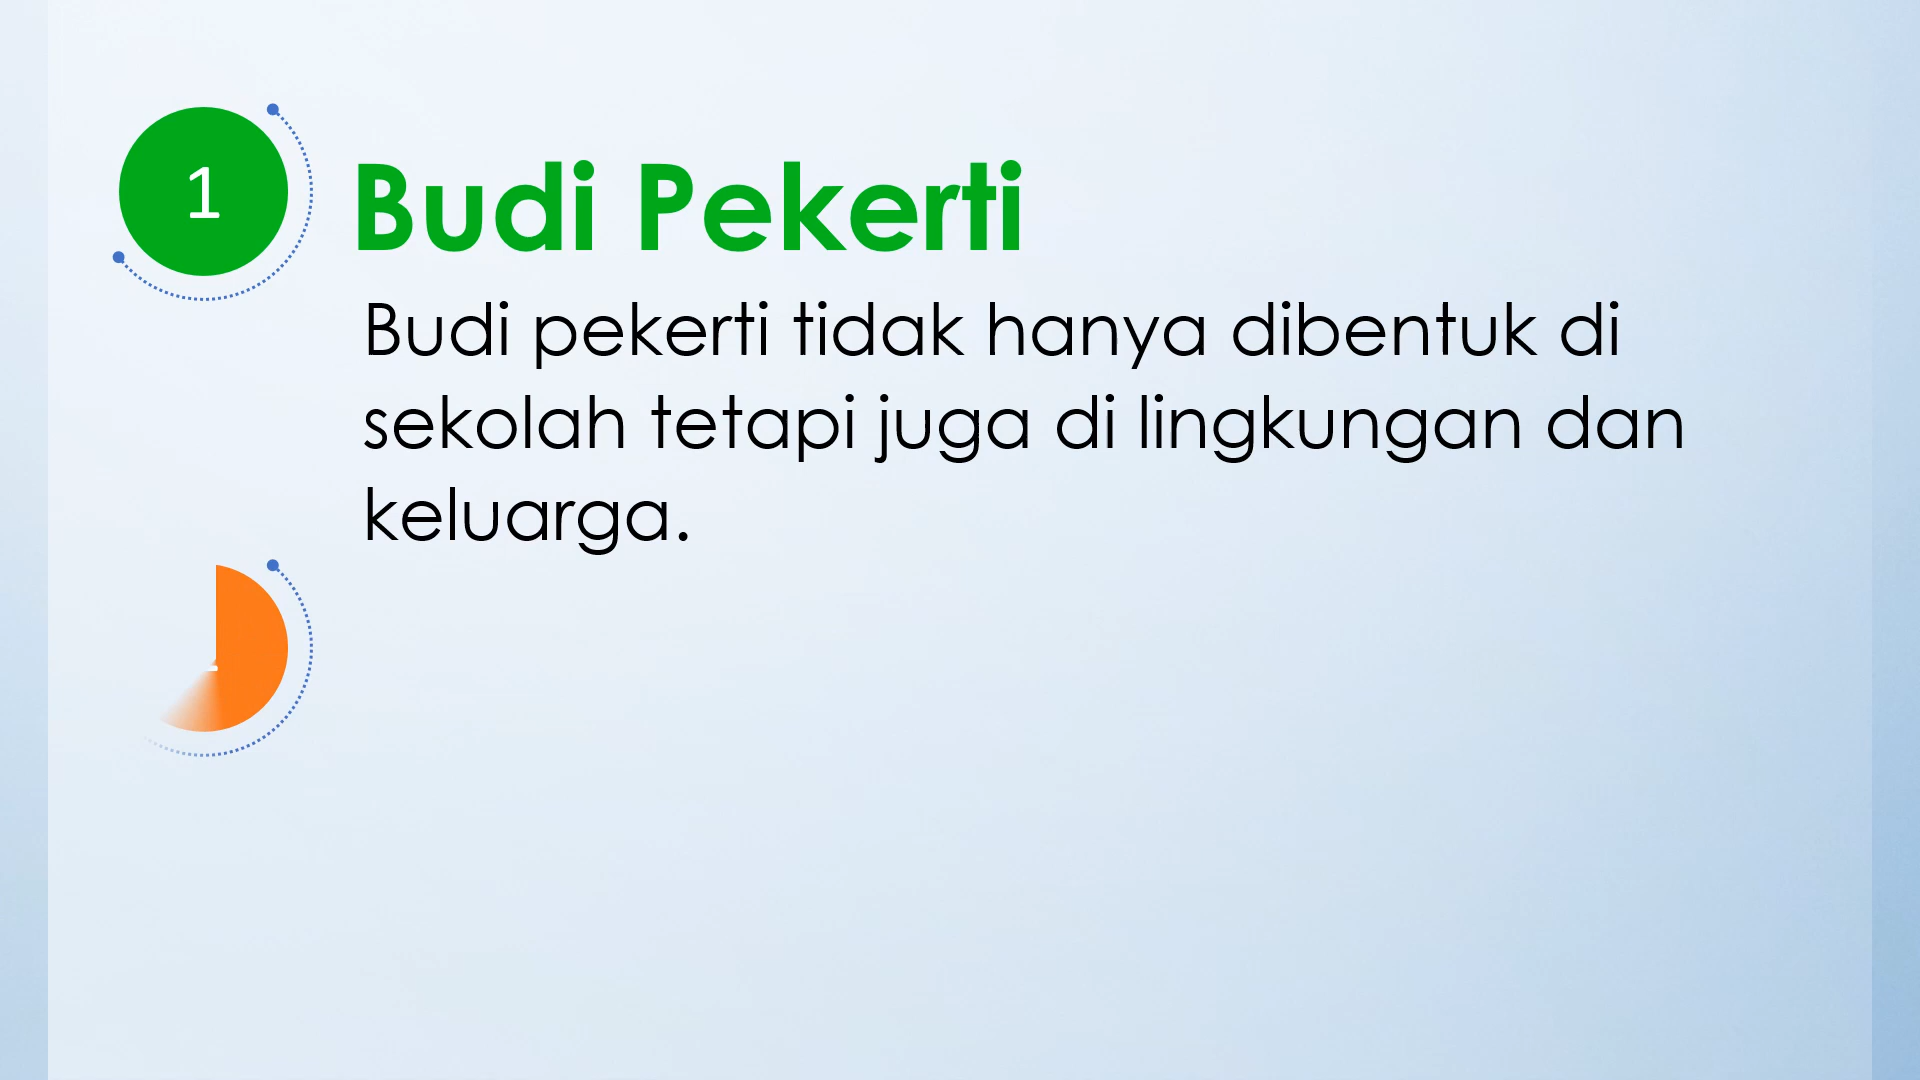 1
Budi Pekerti
Budi pekerti tidak hanya dibentuk di
sekolah tetapi juga di lingkungan dan
keluarga.